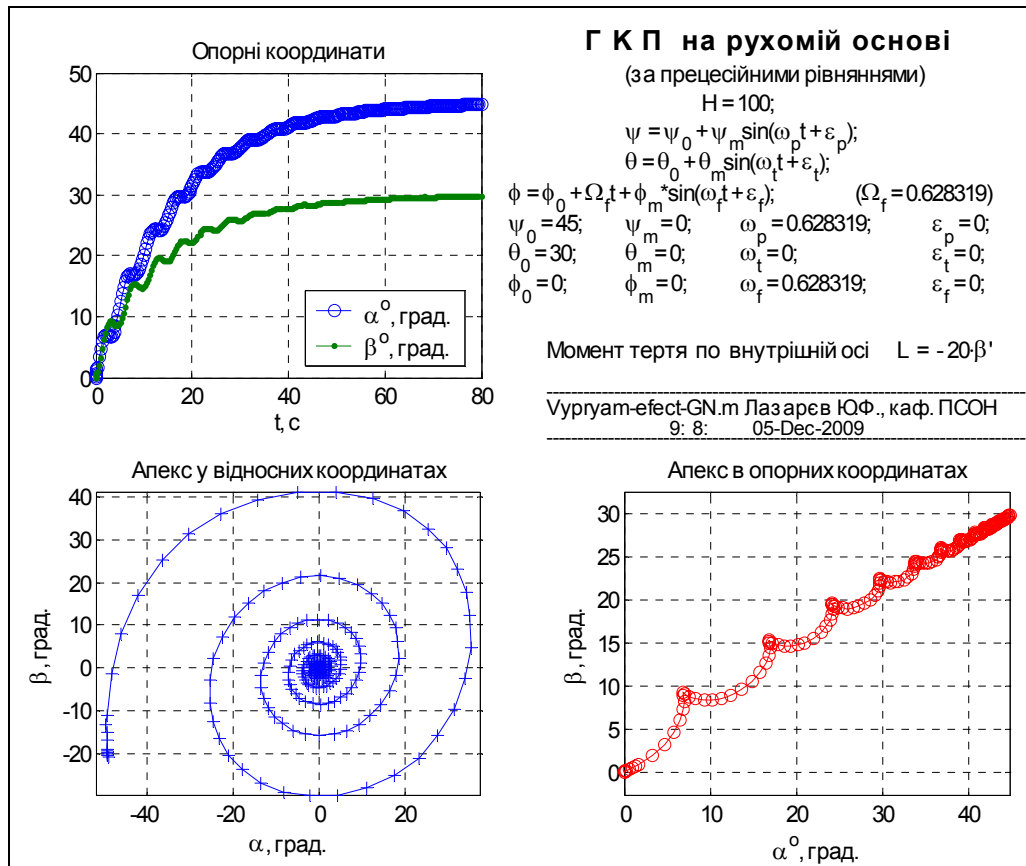 Опорні координати
50
40
30
20
10
0
0 20 40 60 80
t, c
α°, град.
β°, град.
Г К П на рухомій основі
(за прецесійними рівняннями)
H = 100;
ψ = ψ0 + ψm sin(ωp t + εp);
θ = θ0 + θm sin(ωt t + εt);
ϕ = ϕ0 + Ωf t + ϕm*sin(ωf t + εf); (Ωf = 0.628319)
ψ0 = 45; ψm = 0; ωp = 0.628319; εp = 0;
θ0 = 30; θm = 0; ωt = 0; εt = 0;
ϕ0 = 0; ϕm = 0; ωf = 0.628319; εf = 0;
Момент тертя по внутрішній осі L = - 20·β'
Vypryam-efect-GN.m Лазарєв Ю.Ф., каф. ПСОН
9: 8: 05-Dec-2009
Апекс у відносних координатах
β, град.
40
30
20
10
0
-10
-20
-40 -20 0 20
α, град.
Апекс в опорних координатах
β, град.
30
25
20
15
10
5
0
0 10 20 30 40
α°, град.